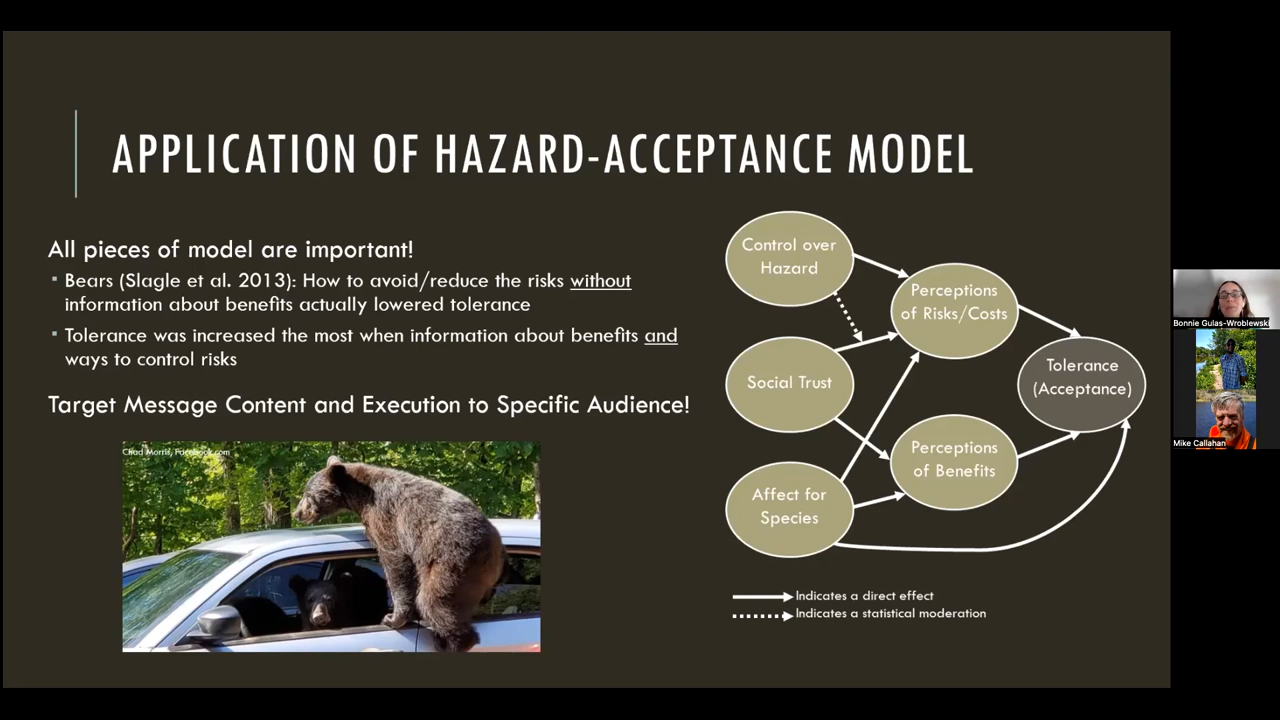 APPLICATION OF HAZARD-ACCEPTANCE MODEL
All pieces of model are important!
Bears (Slagle et al. 2013): How to avoid/reduce the risks without
information about benefits actually lowered tolerance
Tolerance was increased the most when information about benefits and
ways to control risks
Target Message Content and Execution to Specific Audience!
Chad Morris, Facebook.com
Control over
Hazard
Perceptions
of Risks/Costs
Social Trust
Tolerance
(Acceptance)
Perceptions
of Benefits
Affect for
Species
Indicates a direct effect
Indicates a statistical moderation
Bonnie Gulas-Wroblewski
Mike Callahan